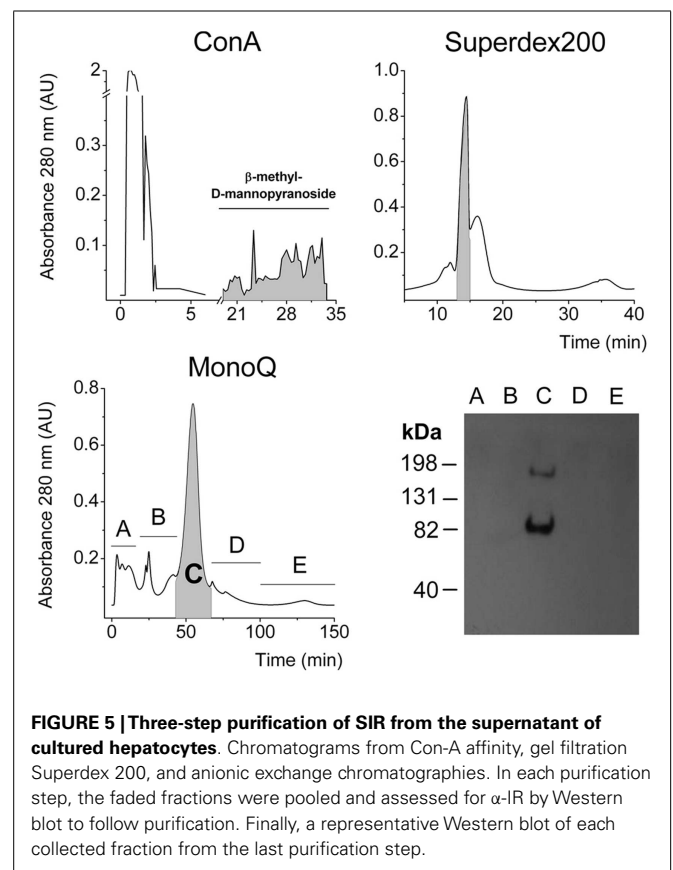 ConA
Absorbance 280 nm (AU)
2
0.3
0.2
0.1
β-methyl-
D-mannopyranoside
0 5 21 28 35
Superdex200
1.0
0.8
0.6
0.4
0.2
10 20 30 40
Time (min)
MonoQ
Absorbance 280 nm (AU)
0.8
0.6
0.4
0.2
A
B
C
D
E
0 50 100 150
Time (min)
A B C D E
kDa
198
131
82
40
FIGURE 5 | Three-step purification of SIR from the supernatant of
cultured hepatocytes. Chromatograms from Con-A affinity, gel filtration
Superdex 200, and anionic exchange chromatographies. In each purification
step, the faded fractions were pooled and assessed for α-IR by Western
blot to follow purification. Finally, a representative Western blot of each
collected fraction from the last purification step.